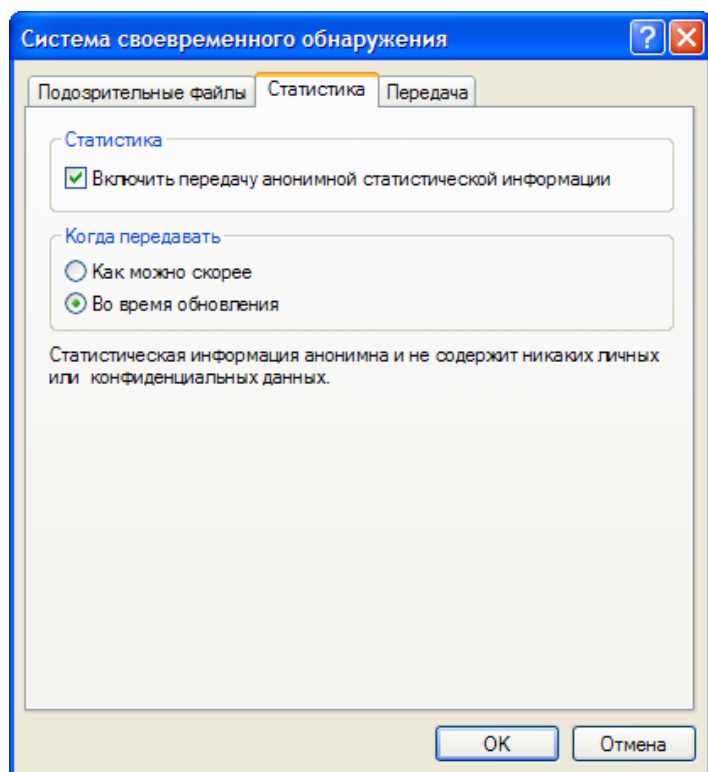 Система своевременного обнаружения
Подозрительные файлы Статистика Передача
Статистика
Включить передачу анонимной статистической информации
Когда передавать
Как можно скорее
Во время обновления
Статистическая информация анонимна и не содержит никаких личных
или конфиденциальных данных.
OK Отмена